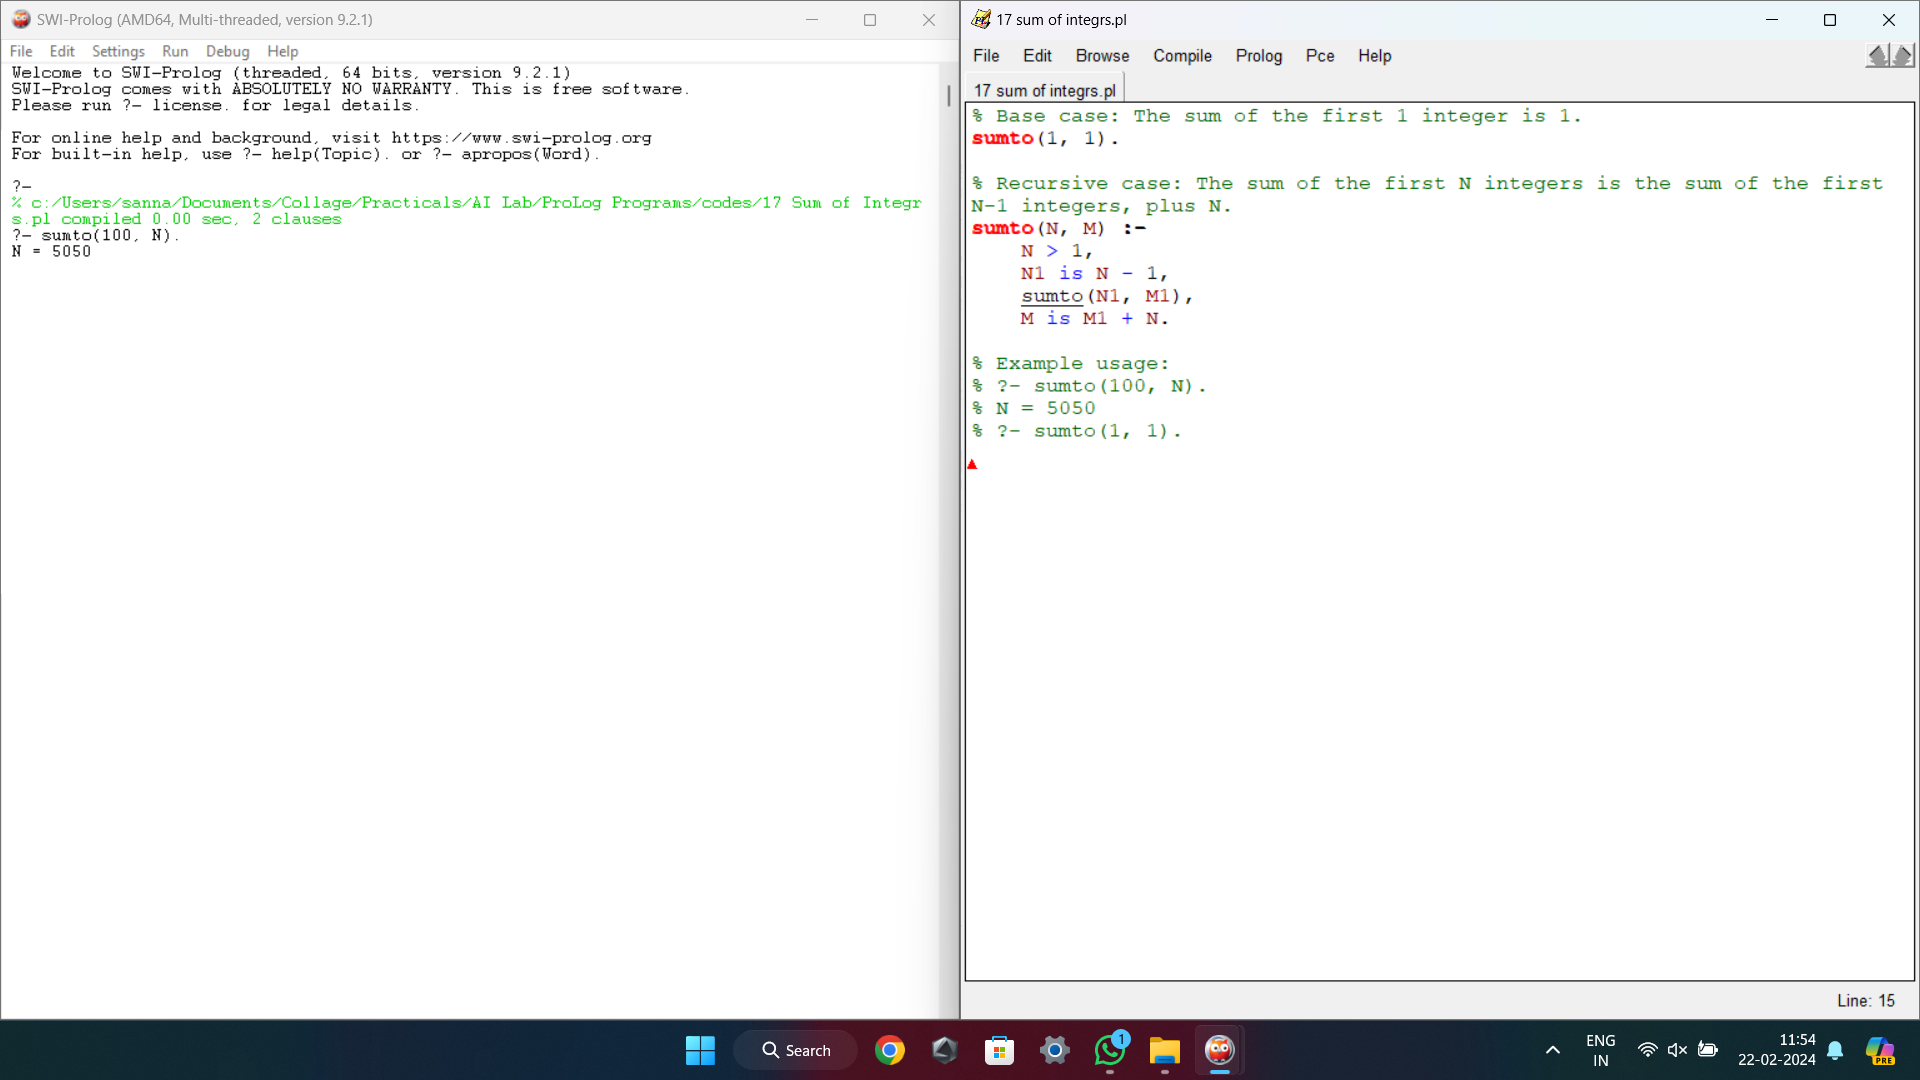 SWI-Prolog (AMD64, Multi-threaded, version 9.2.1)
File Edit Settings Run Debug Help
Welcome to SWI-Prolog (threaded, 64 bits, version 9.2.1)
SWI-Prolog comes with ABSOLUTELY NO WARRANTY. This is free software.
Please run ?- license. for legal details.
For online help and background, visit https://www.swi-prolog.org
For built-in help, use ?- help(Topic). or ?- apropos(Word).
?-
% c:/Users/sanna/Documents/Collage/Practicals/AI Lab/ProLog Programs/codes/17 Sum of Integr
s.pl compiled 0.00 sec, 2 clauses
?- sumto(100, N).
N = 5050
17 sum of integrs.pl
File Edit Browse Compile Prolog Pce Help
17 sum of integrs.pl
% Base case: The sum of the first 1 integer is 1.
sumto(1, 1).
% Recursive case: The sum of the first N integers is the sum of the first
N-1 integers, plus N.
sumto(N, M) :-
N > 1,
N1 is N - 1,
sumto(N1, M1),
M is M1 + N.
% Example usage:
% ?- sumto(100, N).
% N = 5050
% ?- sumto(1, 1).
Line: 15
Search
1
ENG
IN
11:54
22-02-2024
PRE